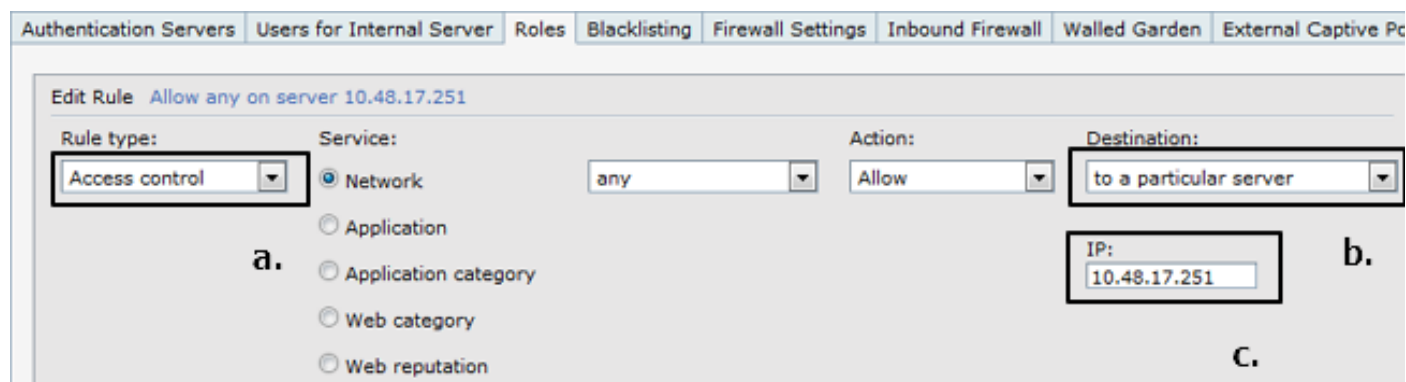 Authentication Servers Users for Internal Server Roles Blacklisting Firewall Settings Inbound Firewall Walled Garden External Captive Po
Edit Rule Allow any on server 10.48.17.251
Rule type: Service: Action: Destination:
Access control Network any Allow to a particular server
Application
a. Application category IP: b.
10.48.17.251
Web category
Web reputation c.